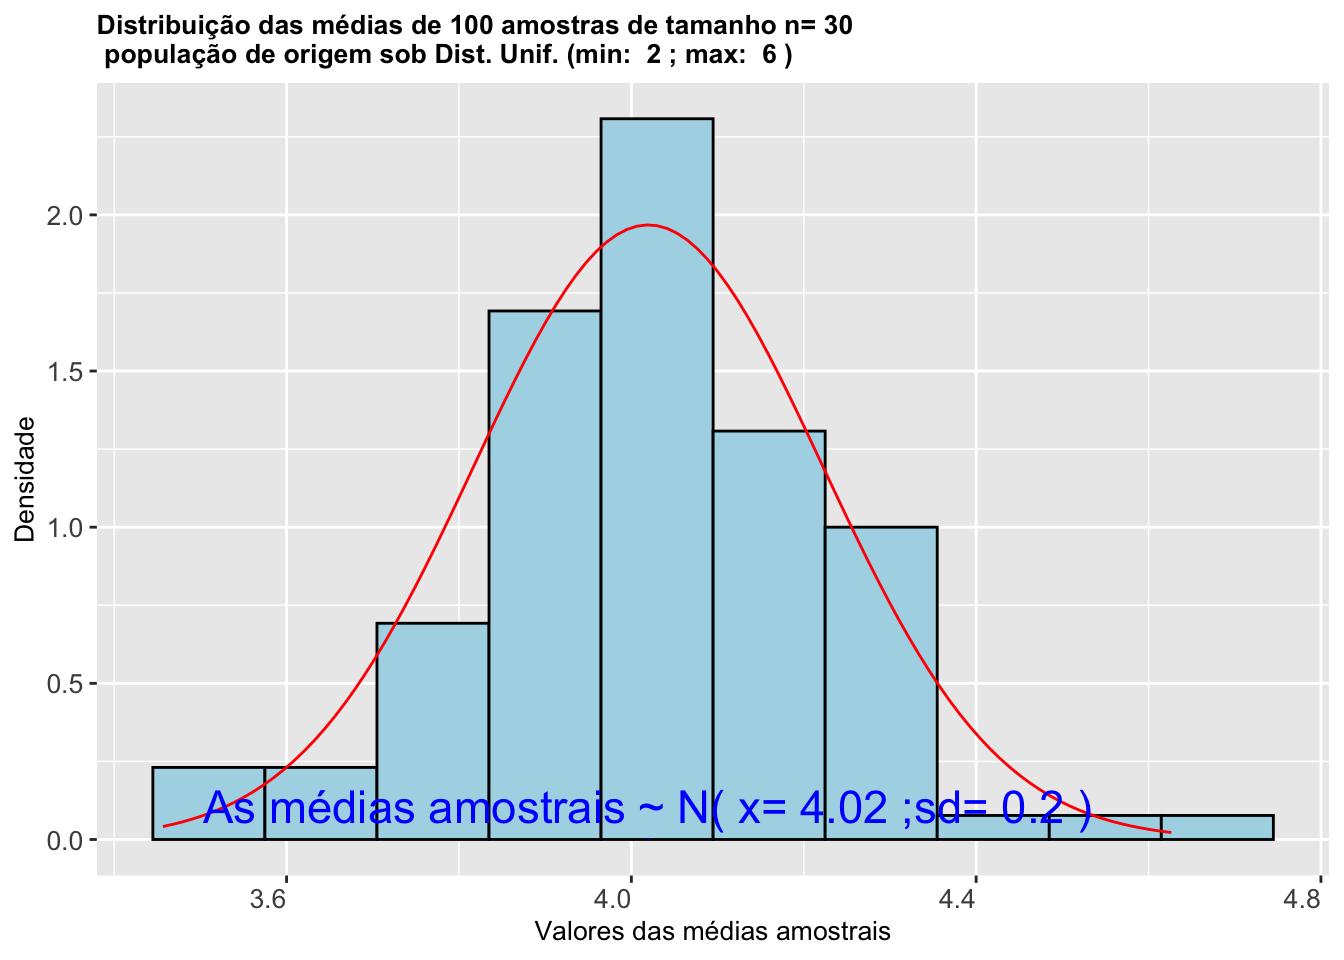 Distribuição das médias de 100 amostras de tamanho n= 30
população de origem sob Dist. Unif. (min:  2 ; max:  6 )
Densidade
2.0
1.5
1.0
0.5
0.0
As médias amostrais ~ N( x= 4.02 ;sd= 0.2 )
3.6 4.0 4.4 4.8
Valores das médias amostrais